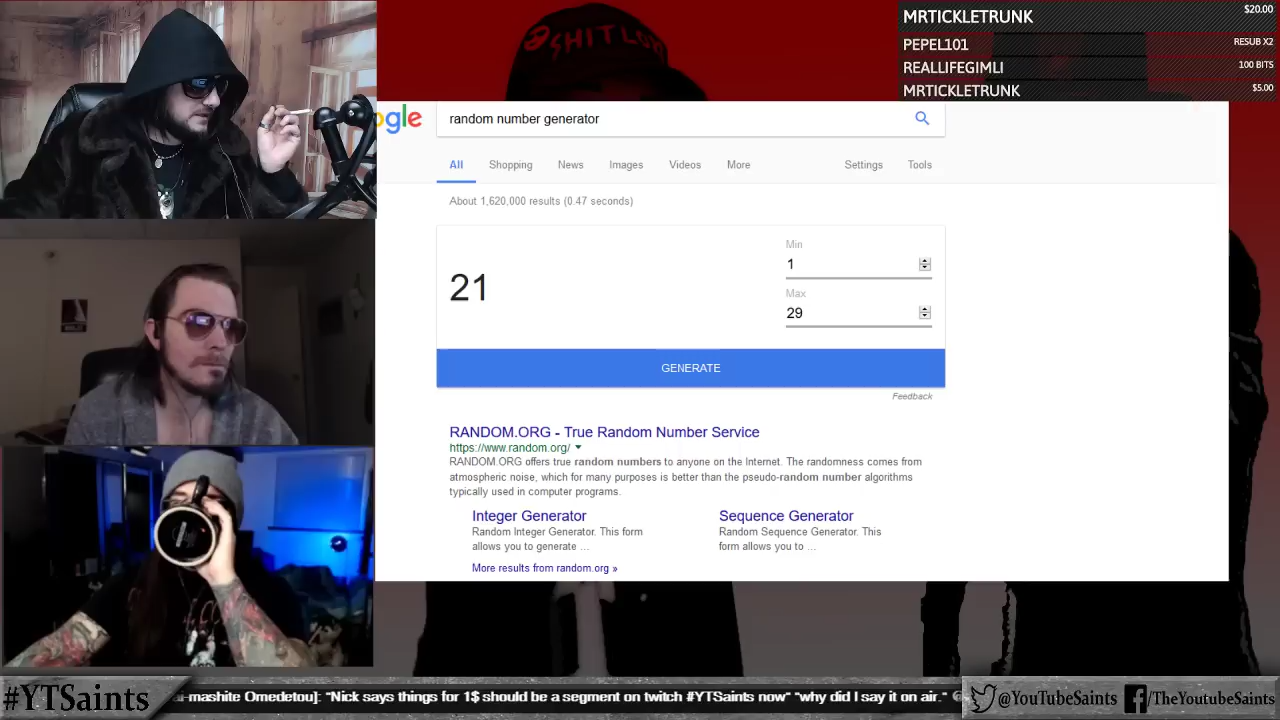 MRTICKLETRUNK $20.00
PEPEL101 RESUB X2
REALLIFEGIMLI 100 BITS
MRTICKLETRUNK $5.00
ogle random number generator
All Shopping News Images Videos More Settings Tools
About 1,620,000 results (0.47 seconds)
Min
1
21
Max
29
GENERATE
Feedback
RANDOM.ORG - True Random Number Service
https://www.random.org/
RANDOM.ORG offers true random numbers to anyone on the Internet. The randomness comes from
atmospheric noise, which for many purposes is better than the pseudo-random number algorithms
typically used in computer programs.
Integer Generator
Random Integer Generator. This form
allows you to generate ...
Sequence Generator
Random Sequence Generator. This
form allows you to ...
More results from random.org »
#YTSaints
-mashite Omedetou]: "Nick says things for 1$ should be a segment on twitch #YTSaints now" "why did I say it on air."
@YouTubeSaints
/TheYoutubeSaints